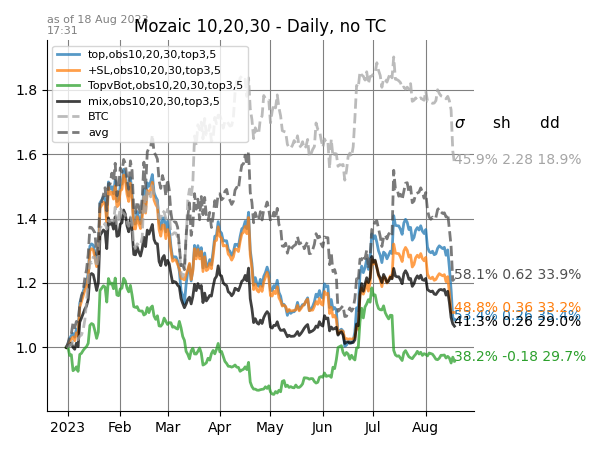 as of 18 Aug 2023
17:31
Mozaic 10,20,30 - Daily, no TC
top,obs10,20,30,top3,5
+SL,obs10,20,30,top3,5
TopvBot,obs10,20,30,top3,5
mix,obs10,20,30,top3,5
BTC
avg
σ sh dd
45.9% 2.28 18.9%
58.1% 0.62 33.9%
48.8% 0.36 33.2%
41.3% 0.26 29.0%
38.2% -0.18 29.7%
1.8
1.6
1.4
1.2
1.0
2023 Feb Mar Apr May Jun Jul Aug